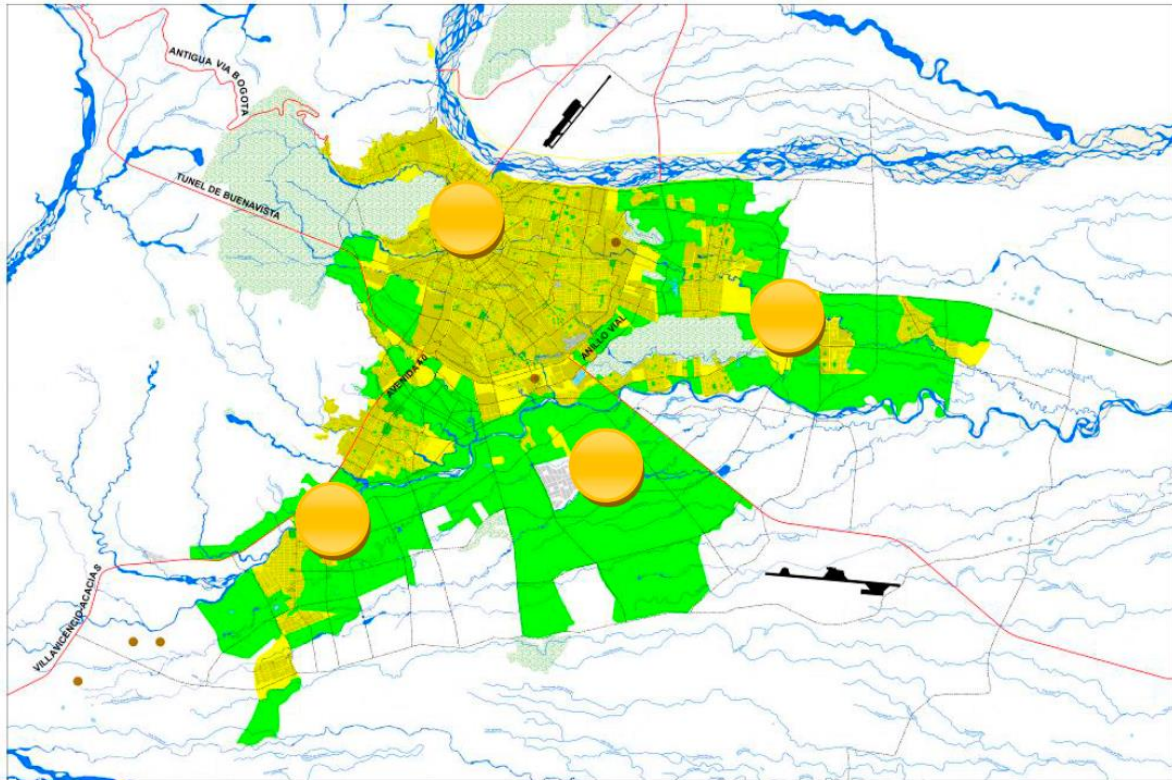 ANTIGUA VIA BOGOTA
TUNEL DE BUENAVISTA
ANILLO VIAL
AVENIDA 40
VILLAVICENCIO-ACACIAS